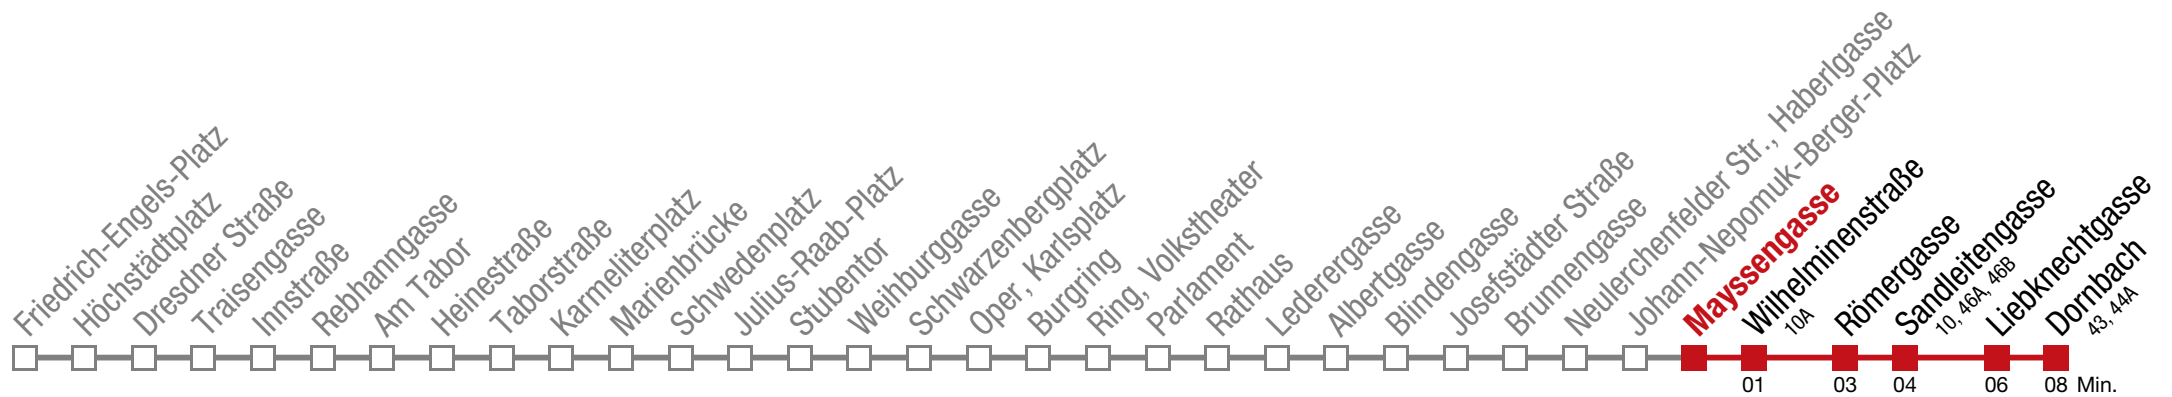 Friedrich-Engels-Platz
Höchstädtplatz
Dresdner Straße
Traisengasse
Innstraße
Rebhanngasse
Am Tabor
Heinestraße
Taborstraße
Karmeliterplatz
Marienbrücke
Schwedenplatz
Julius-Raab-Platz
Stubentor
Weihburggasse
Schwarzenbergplatz
Oper, Karlsplatz
Burgring
Ring, Volkstheater
Parlament
Rathaus
Lederergasse
Albertgasse
Blindengasse
Josefstädter Straße
Brunnengasse
Neulerchenfelder Str., Haberlgasse
Johann-Nepomuk-Berger-Platz
Mayssengasse
Wilhelminenstraße
10A
Römergasse
Sandleitengasse
10, 46A, 46B
Liebknechtgasse
Dornbach
43, 44A
01 03 04 06 08 Min.